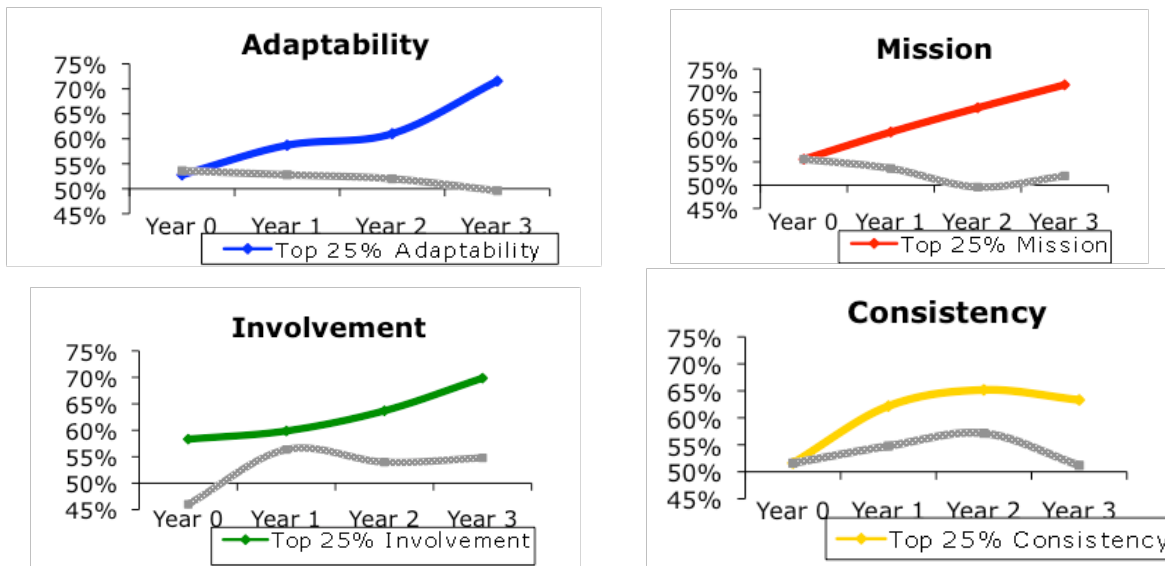 Adaptability
75%
70%
65%
60%
55%
50%
45%
Year 0 Year 1 Year 2 Year 3
Top 25% Adaptability
Mission
75%
70%
65%
60%
55%
50%
45%
Year 0 Year 1 Year 2 Year 3
Top 25% Mission
Involvement
75%
70%
65%
60%
55%
50%
45%
Year 0 Year 1 Year 2 Year 3
Top 25% Involvement
Consistency
75%
70%
65%
60%
55%
50%
45%
Year 0 Year 1 Year 2 Year 3
Top 25% Consistency